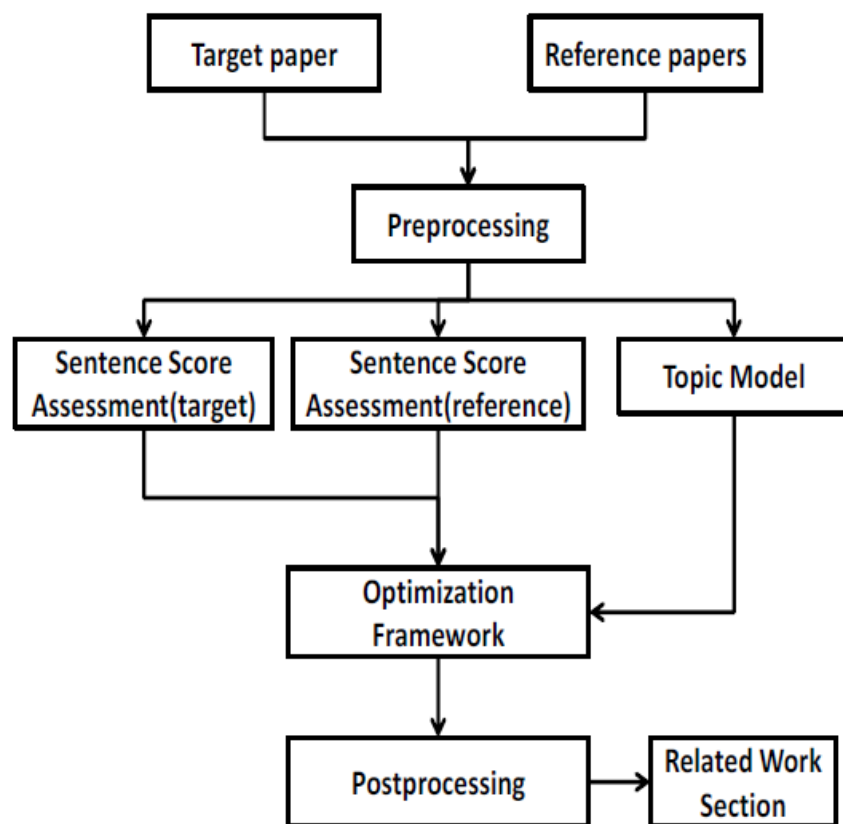 Target paper
Reference papers
Preprocessing
Sentence Score
Assessment(target)
Sentence Score
Assessment(reference)
Topic Model
Optimization
Framework
Postprocessing
Related Work
Section